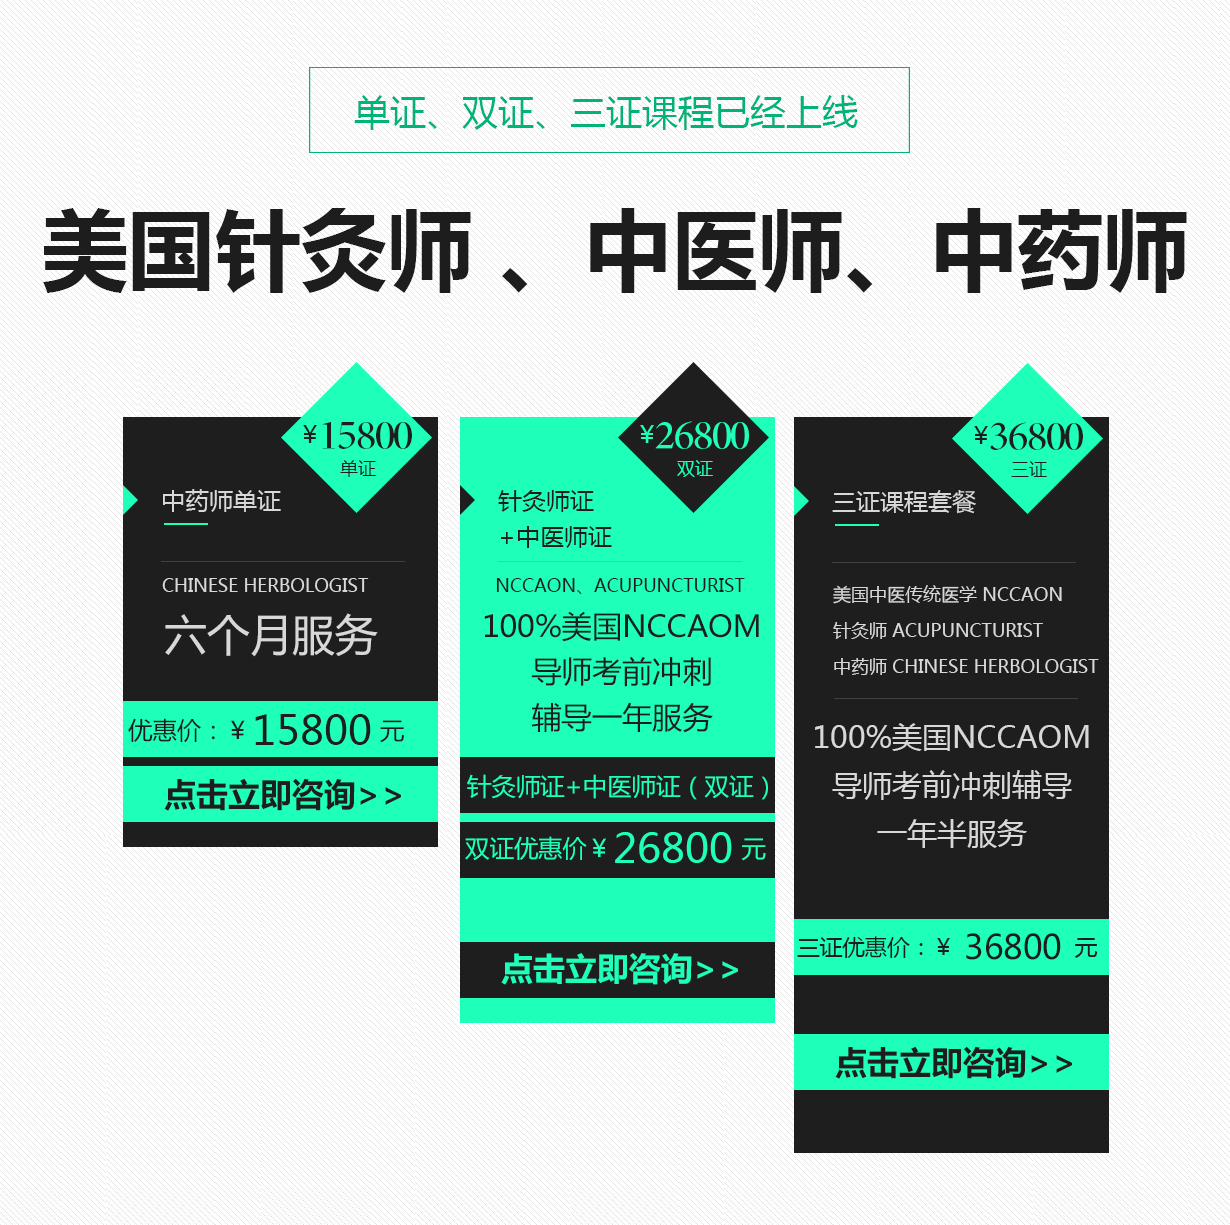 单证、双证、三证课程已经上线
美国针灸师 、中医师、中药师
¥15800
单证
中药师单证
CHINESE HERBOLOGIST
六个月服务
优惠价：¥ 15800 元
点击立即咨询>>
¥26800
双证
针灸师证
+中医师证
NCCAON、ACUPUNCTURIST
100%美国NCCAOM
导师考前冲刺
辅导一年服务
针灸师证+中医师证（双证）
双证优惠价 ¥ 26800 元
点击立即咨询>>
¥36800
三证
三证课程套餐
美国中医传统医学 NCCAON
针灸师 ACUPUNCTURIST
中药师 CHINESE HERBOLOGIST
100%美国NCCAOM
导师考前冲刺辅导
一年半服务
三证优惠价：¥ 36800 元
点击立即咨询>>